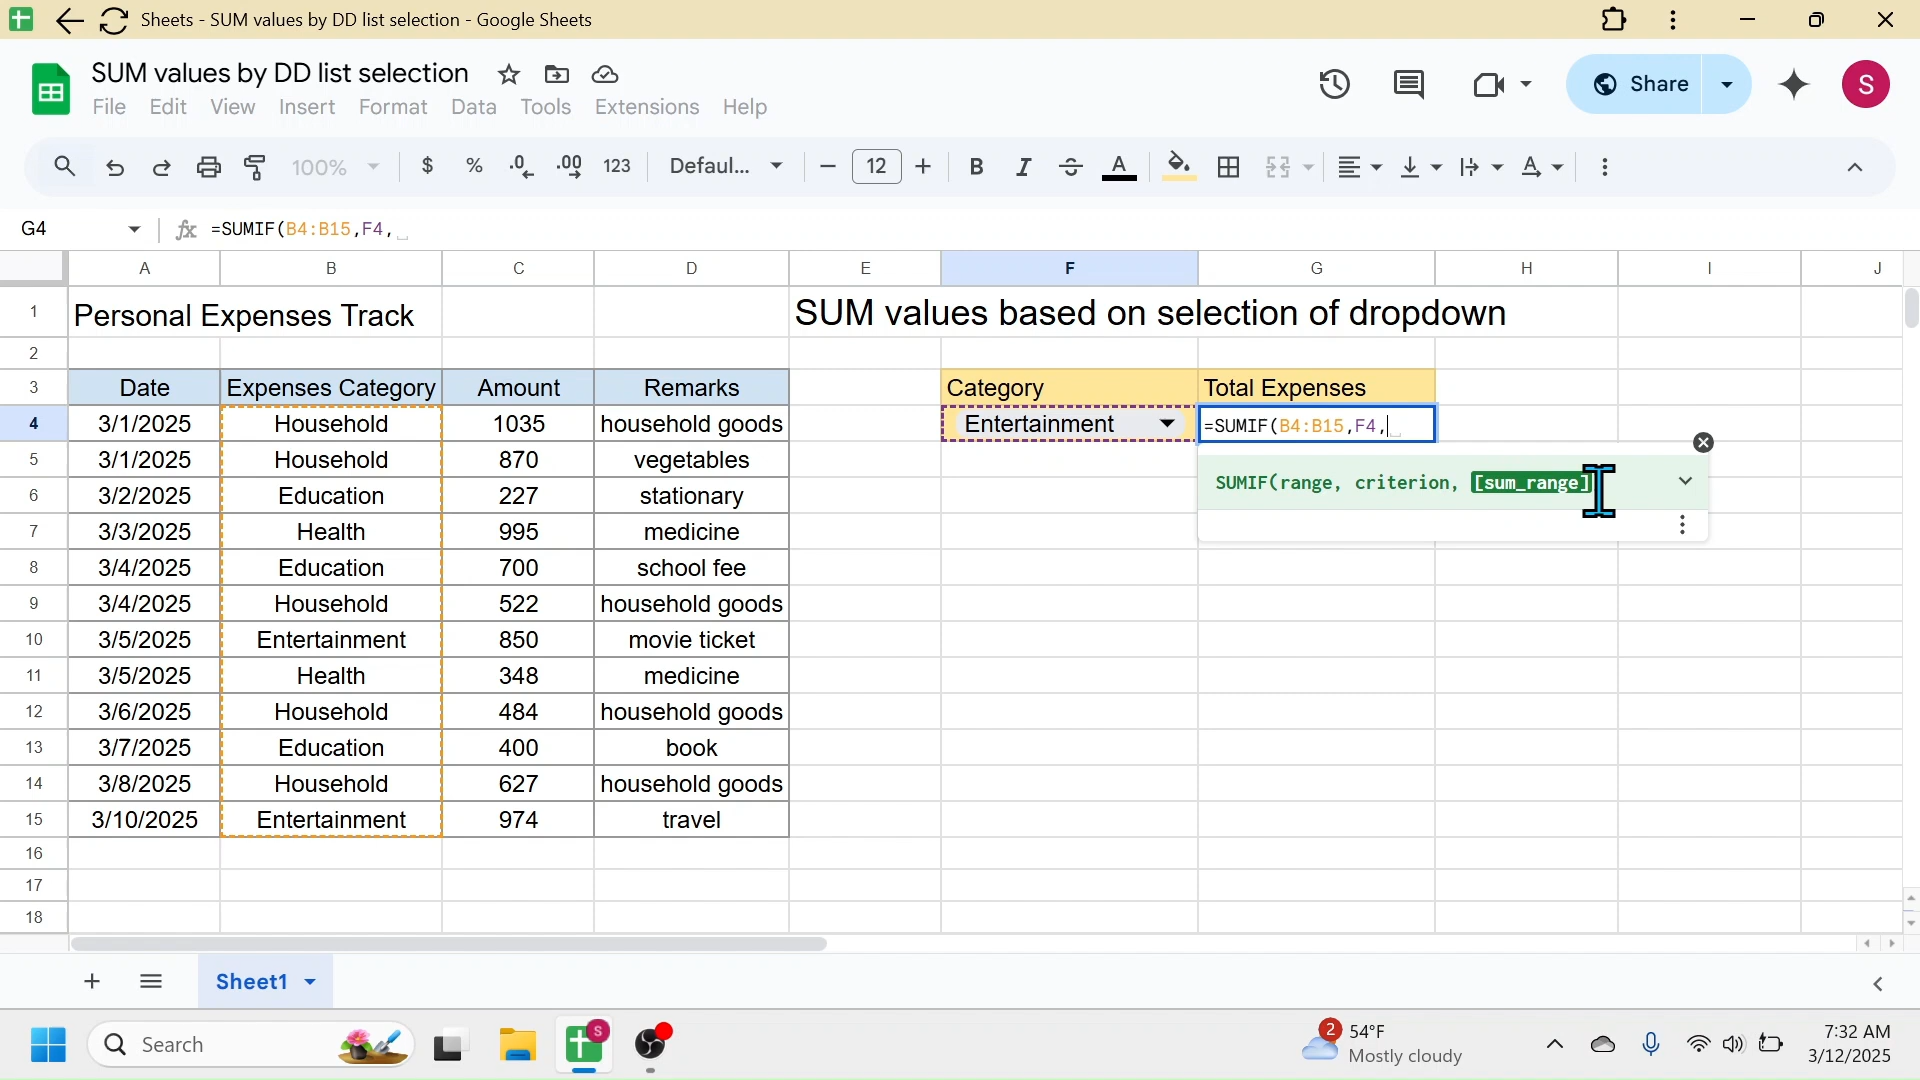 Sheets - SUM values by DD list selection - Google Sheets
SUM values by DD list selection
File Edit View Insert Format Data Tools Extensions Help
Share
S
100% $ % .0 .00 123 Defaul... 12 B I A
G4 =SUMIF(B4:B15,F4,
A B C D E F G H I J
1 Personal Expenses Track SUM values based on selection of dropdown
2
3 Date Expenses Category Amount Remarks Category Total Expenses
4 3/1/2025 Household 1035 household goods Entertainment =SUMIF(B4:B15,F4,
5 3/1/2025 Household 870 vegetables
SUMIF(range, criterion, [sum_range]
6 3/2/2025 Education 227 stationary
7 3/3/2025 Health 995 medicine
8 3/4/2025 Education 700 school fee
9 3/4/2025 Household 522 household goods
10 3/5/2025 Entertainment 850 movie ticket
11 3/5/2025 Health 348 medicine
12 3/6/2025 Household 484 household goods
13 3/7/2025 Education 400 book
14 3/8/2025 Household 627 household goods
15 3/10/2025 Entertainment 974 travel
16
17
18
Sheet1
Search
S
2
54°F
Mostly cloudy
7:32 AM
3/12/2025